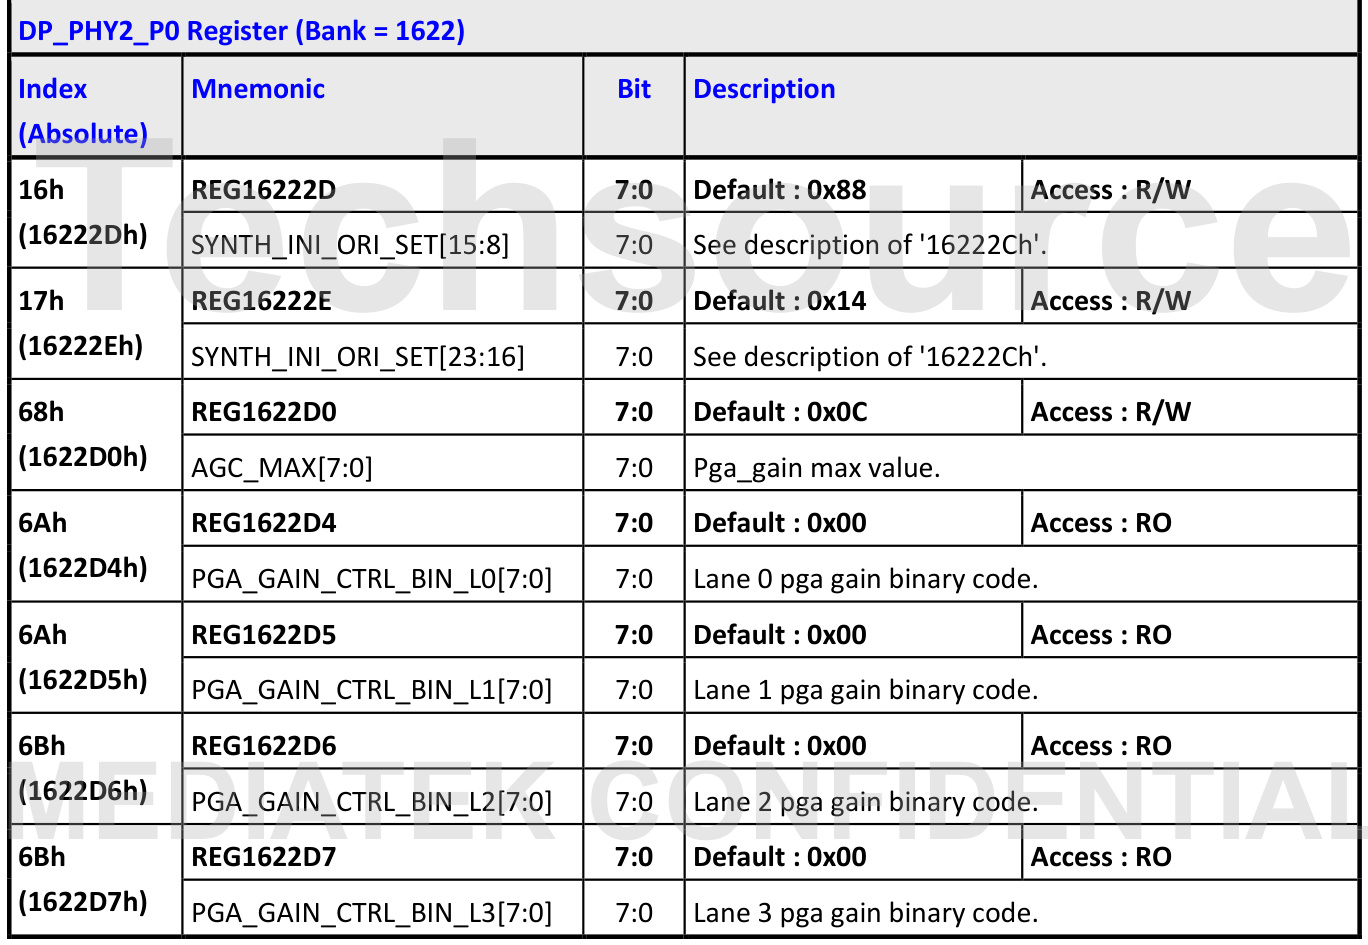 DP_PHY2_P0 Register (Bank = 1622)
Index (Absolute) Mnemonic Bit Description
16h (16222Dh) REG16222D 7:0 Default : 0x88 Access : R/W
SYNTH_INI_ORI_SET[15:8] 7:0 See description of '16222Ch'.
17h (16222Eh) REG16222E 7:0 Default : 0x14 Access : R/W
SYNTH_INI_ORI_SET[23:16] 7:0 See description of '16222Ch'.
68h (1622D0h) REG1622D0 7:0 Default : 0x0C Access : R/W
AGC_MAX[7:0] 7:0 Pga_gain max value.
6Ah (1622D4h) REG1622D4 7:0 Default : 0x00 Access : RO
PGA_GAIN_CTRL_BIN_L0[7:0] 7:0 Lane 0 pga gain binary code.
6Ah (1622D5h) REG1622D5 7:0 Default : 0x00 Access : RO
PGA_GAIN_CTRL_BIN_L1[7:0] 7:0 Lane 1 pga gain binary code.
6Bh (1622D6h) REG1622D6 7:0 Default : 0x00 Access : RO
PGA_GAIN_CTRL_BIN_L2[7:0] 7:0 Lane 2 pga gain binary code.
6Bh (1622D7h) REG1622D7 7:0 Default : 0x00 Access : RO
PGA_GAIN_CTRL_BIN_L3[7:0] 7:0 Lane 3 pga gain binary code.
Techsource
MEDIATEK CONFIDENTIAL